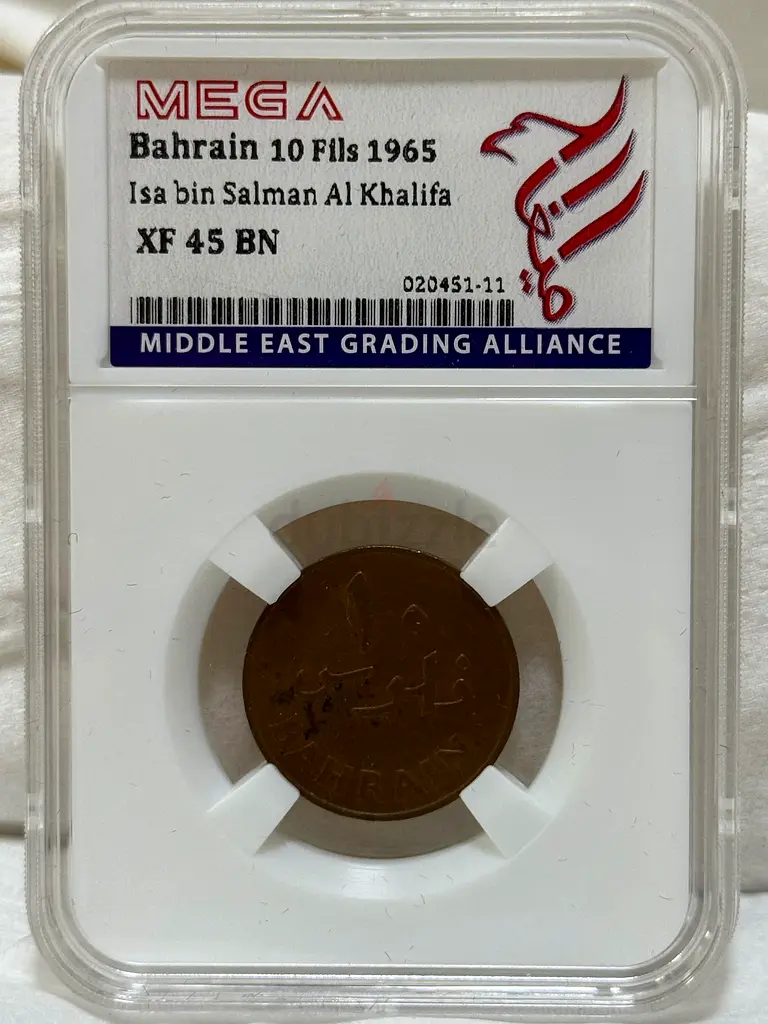 MEGA
Bahrain 10 Fils 1965
Isa bin Salman Al Khalifa
XF 45 BN
020451-11
MIDDLE EAST GRADING ALLIANCE
dubizzle
١٠
فلس
BAHRAIN